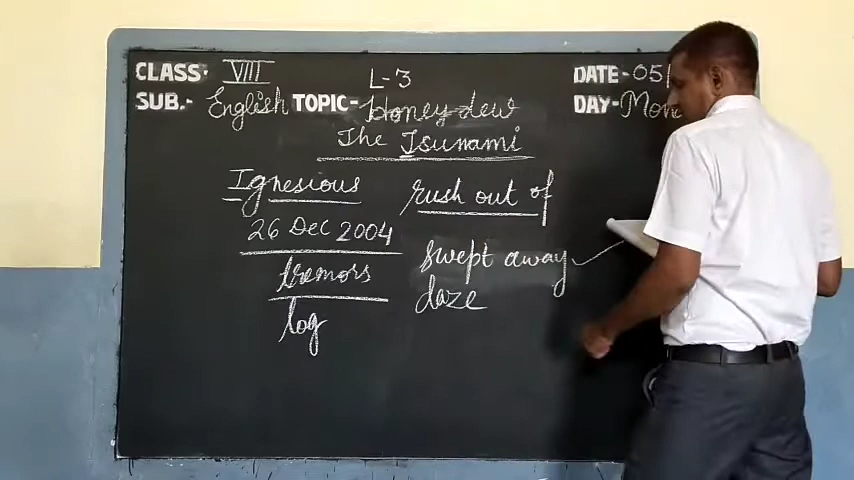 CLASS:- VIII L-3 DATE:-05
SUB.- English TOPIC- Honey dew DAY-Mon
The Tsunami
Ignesious rush out of
26 Dec 2004
tremors swept away
log daze